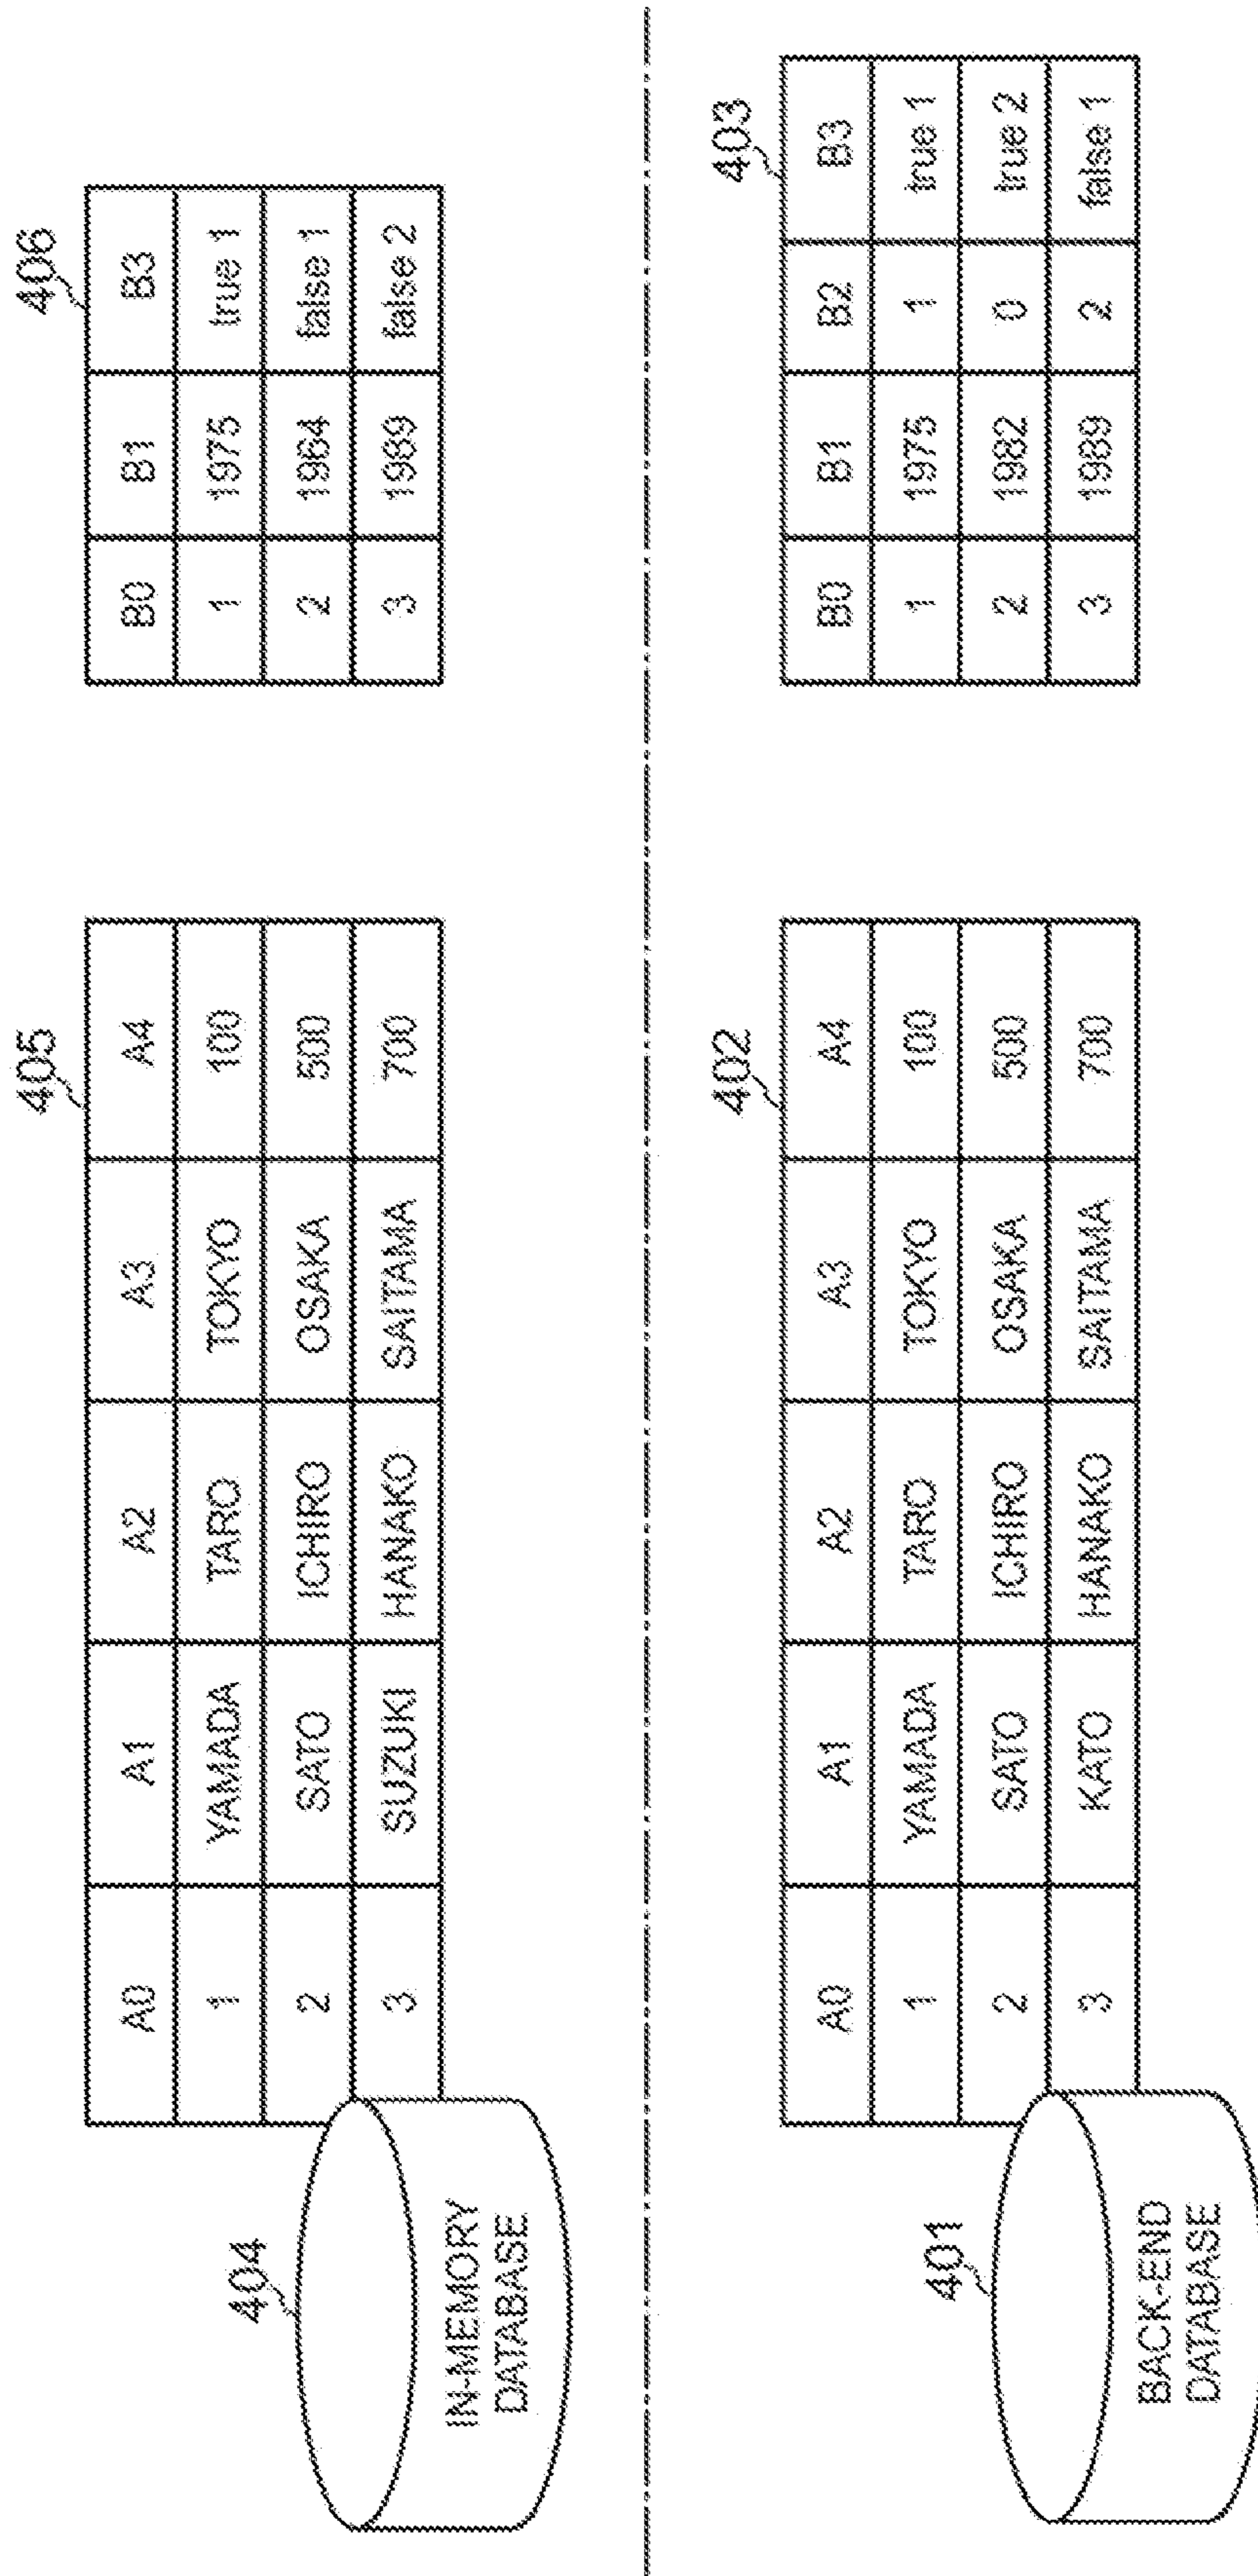 404
IN-MEMORY
DATABASE
405
A0 A1 A2 A3 A4
1 YAMADA TARO TOKYO 100
2 SATO ICHIRO OSAKA 500
3 SUZUKI HANAKO SAITAMA 700
406
B0 B1 B3
1 1975 true 1
2 1964 false 1
3 1989 false 2
401
BACK-END
DATABASE
402
A0 A1 A2 A3 A4
1 YAMADA TARO TOKYO 100
2 SATO ICHIRO OSAKA 500
3 KATO HANAKO SAITAMA 700
403
B0 B1 B2 B3
1 1975 1 true 1
2 1982 0 true 2
3 1989 2 false 1